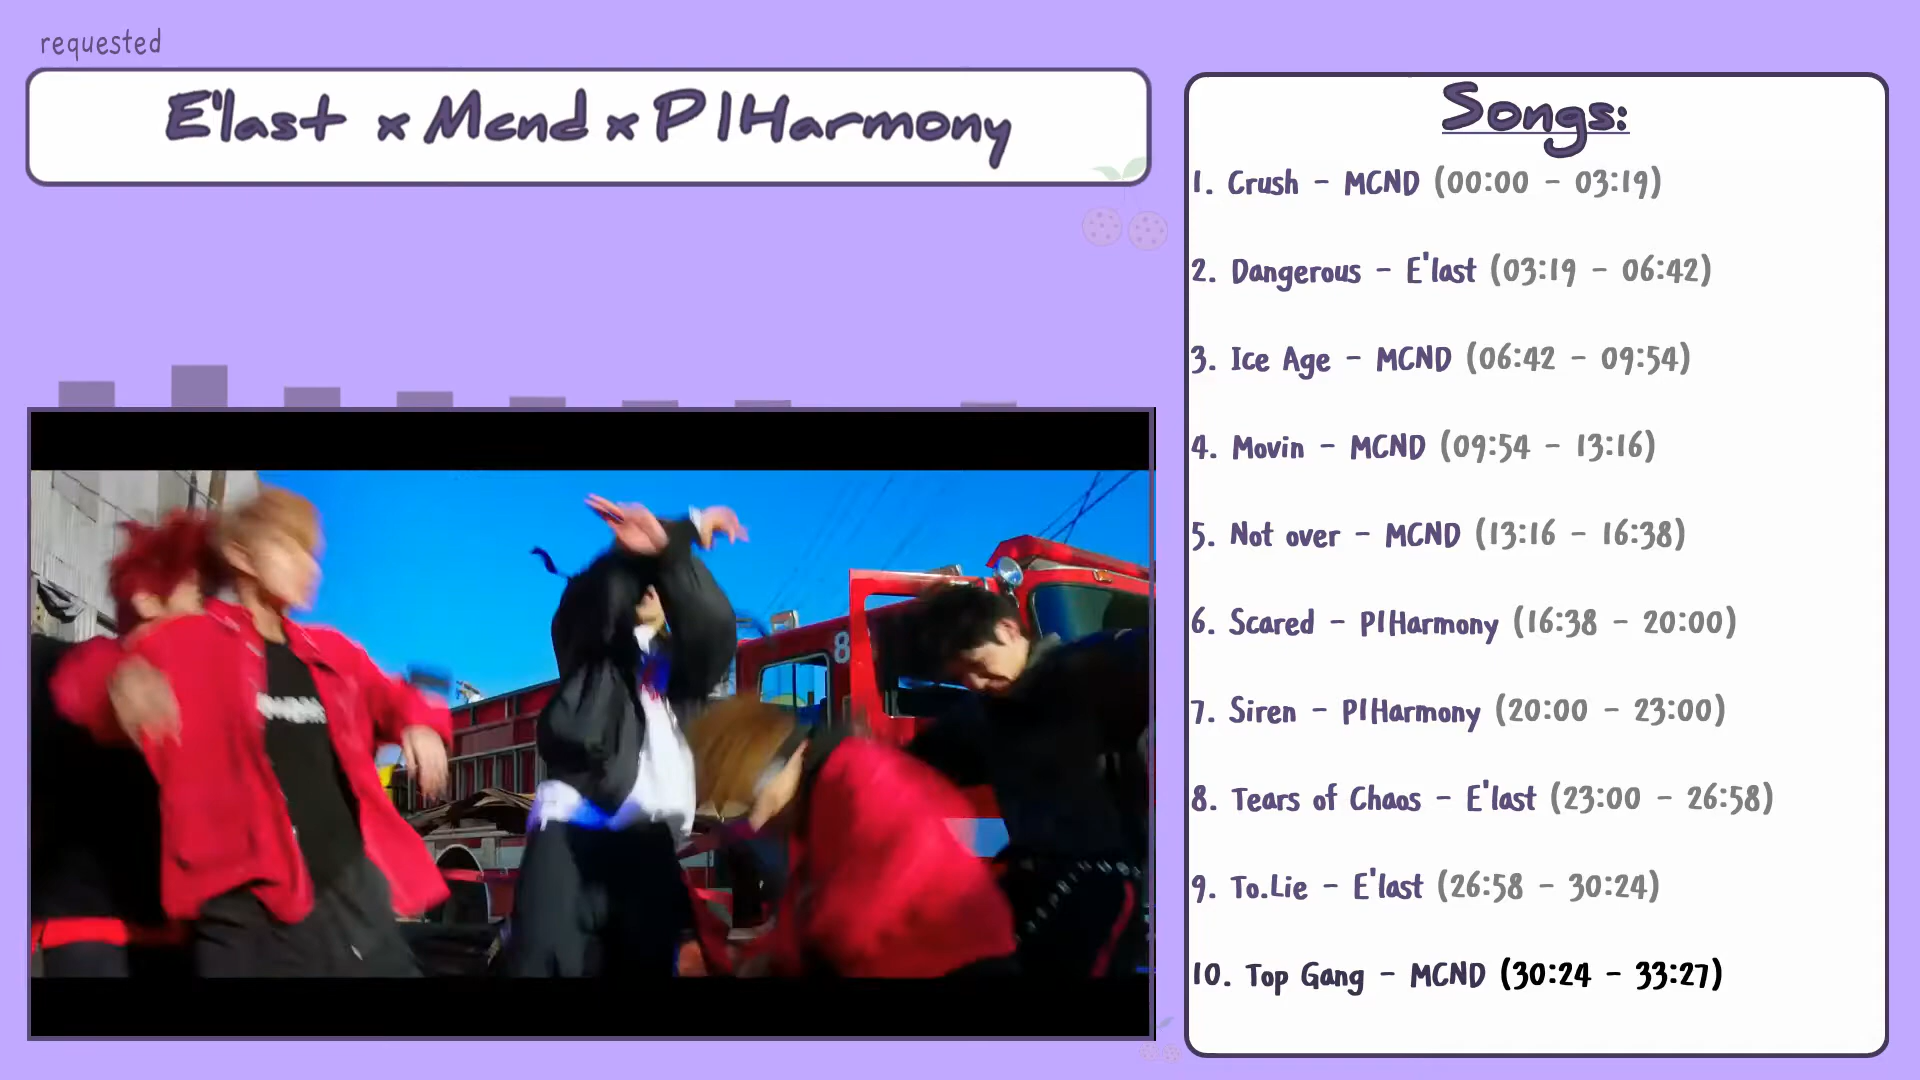 requested
E'last x Mcnd x P1Harmony
Songs:
1. Crush - MCND (00:00 - 03:19)
2. Dangerous - E'last (03:19 - 06:42)
3. Ice Age - MCND (06:42 - 09:54)
4. Movin - MCND (09:54 - 13:16)
5. Not over - MCND (13:16 - 16:38)
6. Scared - P1Harmony (16:38 - 20:00)
7. Siren - P1Harmony (20:00 - 23:00)
8. Tears of Chaos - E'last (23:00 - 26:58)
9. To.Lie - E'last (26:58 - 30:24)
10. Top Gang - MCND (30:24 - 33:27)
8